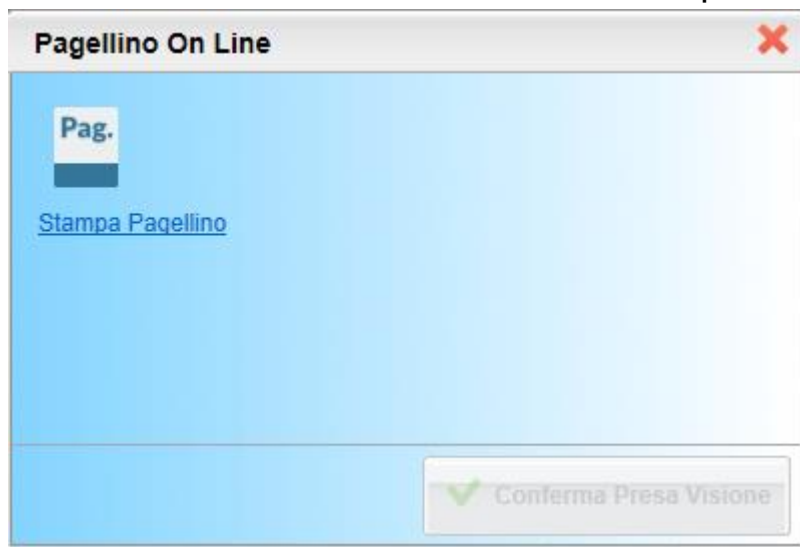 Pagellino On Line
Pag.
Stampa Pagellino
Conferma Presa Visione